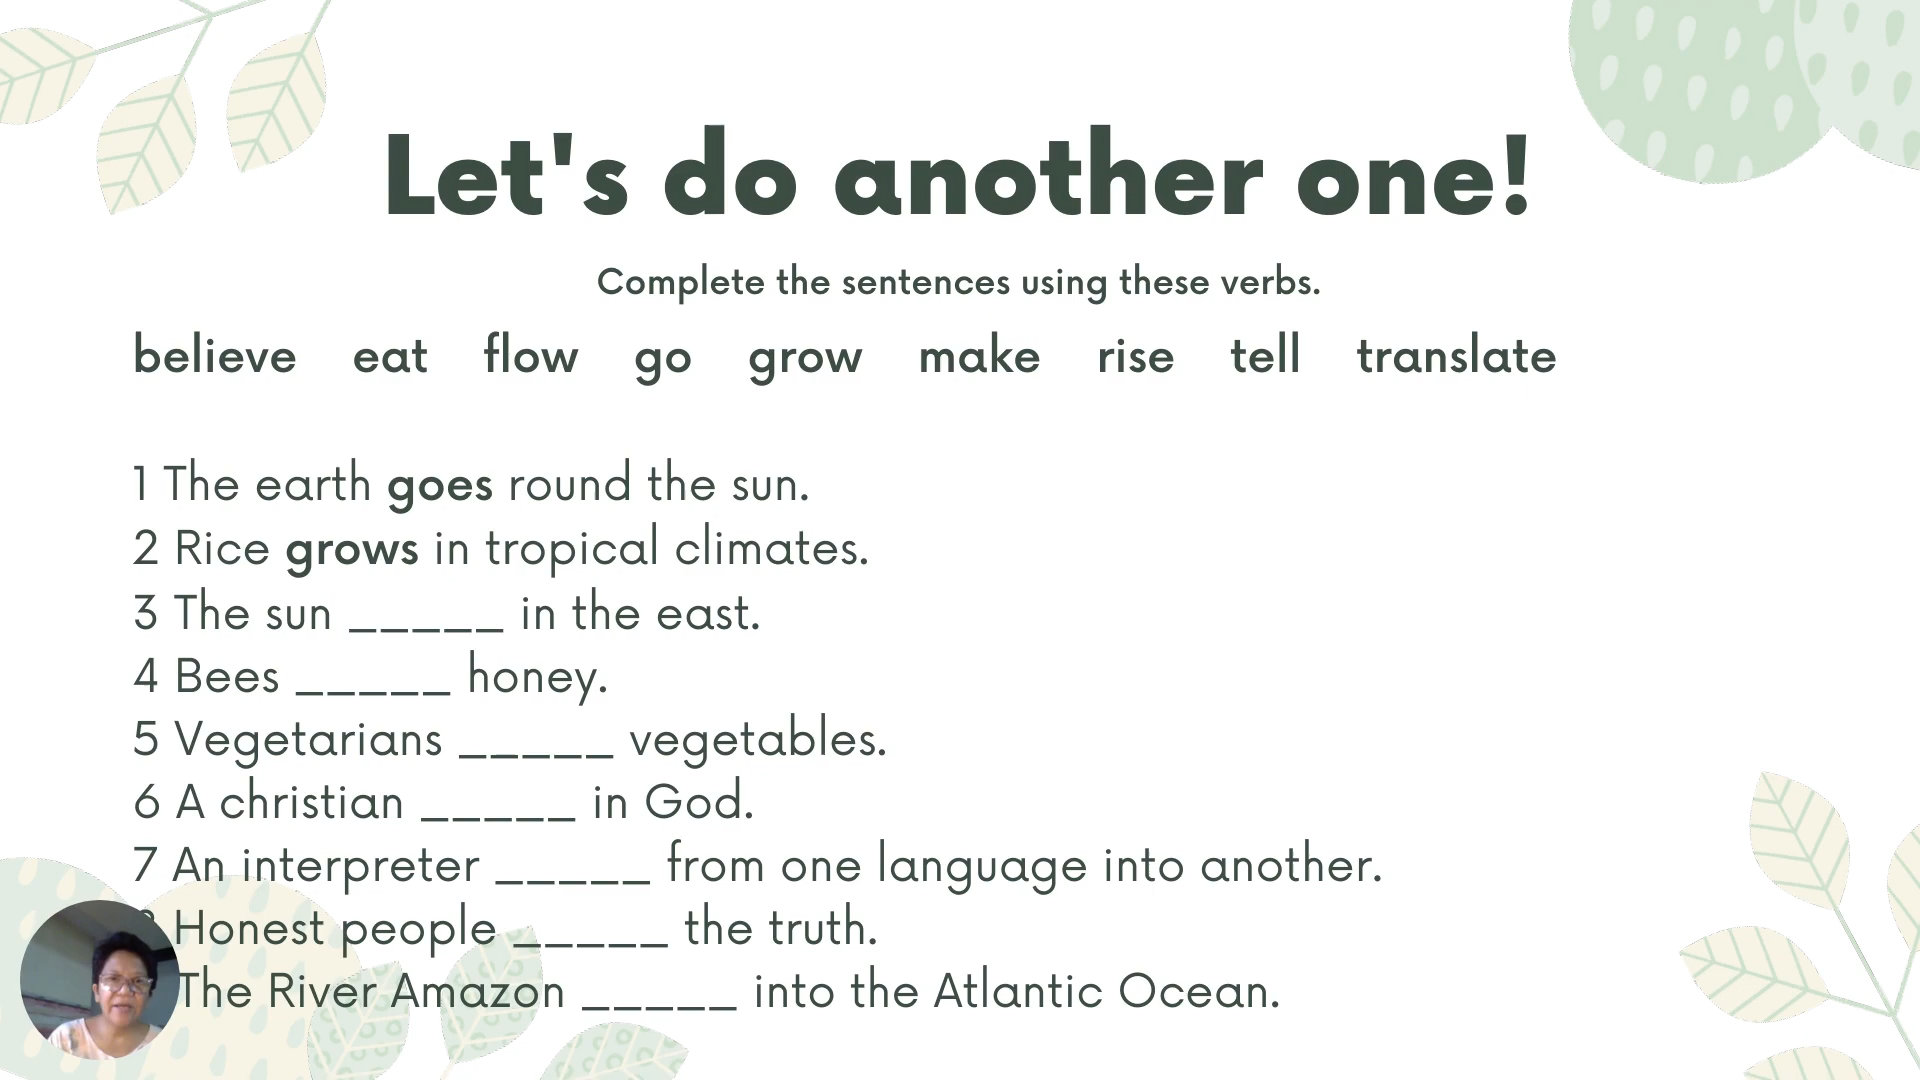 Let's do another one!
Complete the sentences using these verbs.
believe eat flow go grow make rise tell translate
1 The earth goes round the sun.
2 Rice grows in tropical climates.
3 The sun _____ in the east.
4 Bees _____ honey.
5 Vegetarians _____ vegetables.
6 A christian _____ in God.
7 An interpreter _____ from one language into another.
Honest people _____ the truth.
The River Amazon _____ into the Atlantic Ocean.